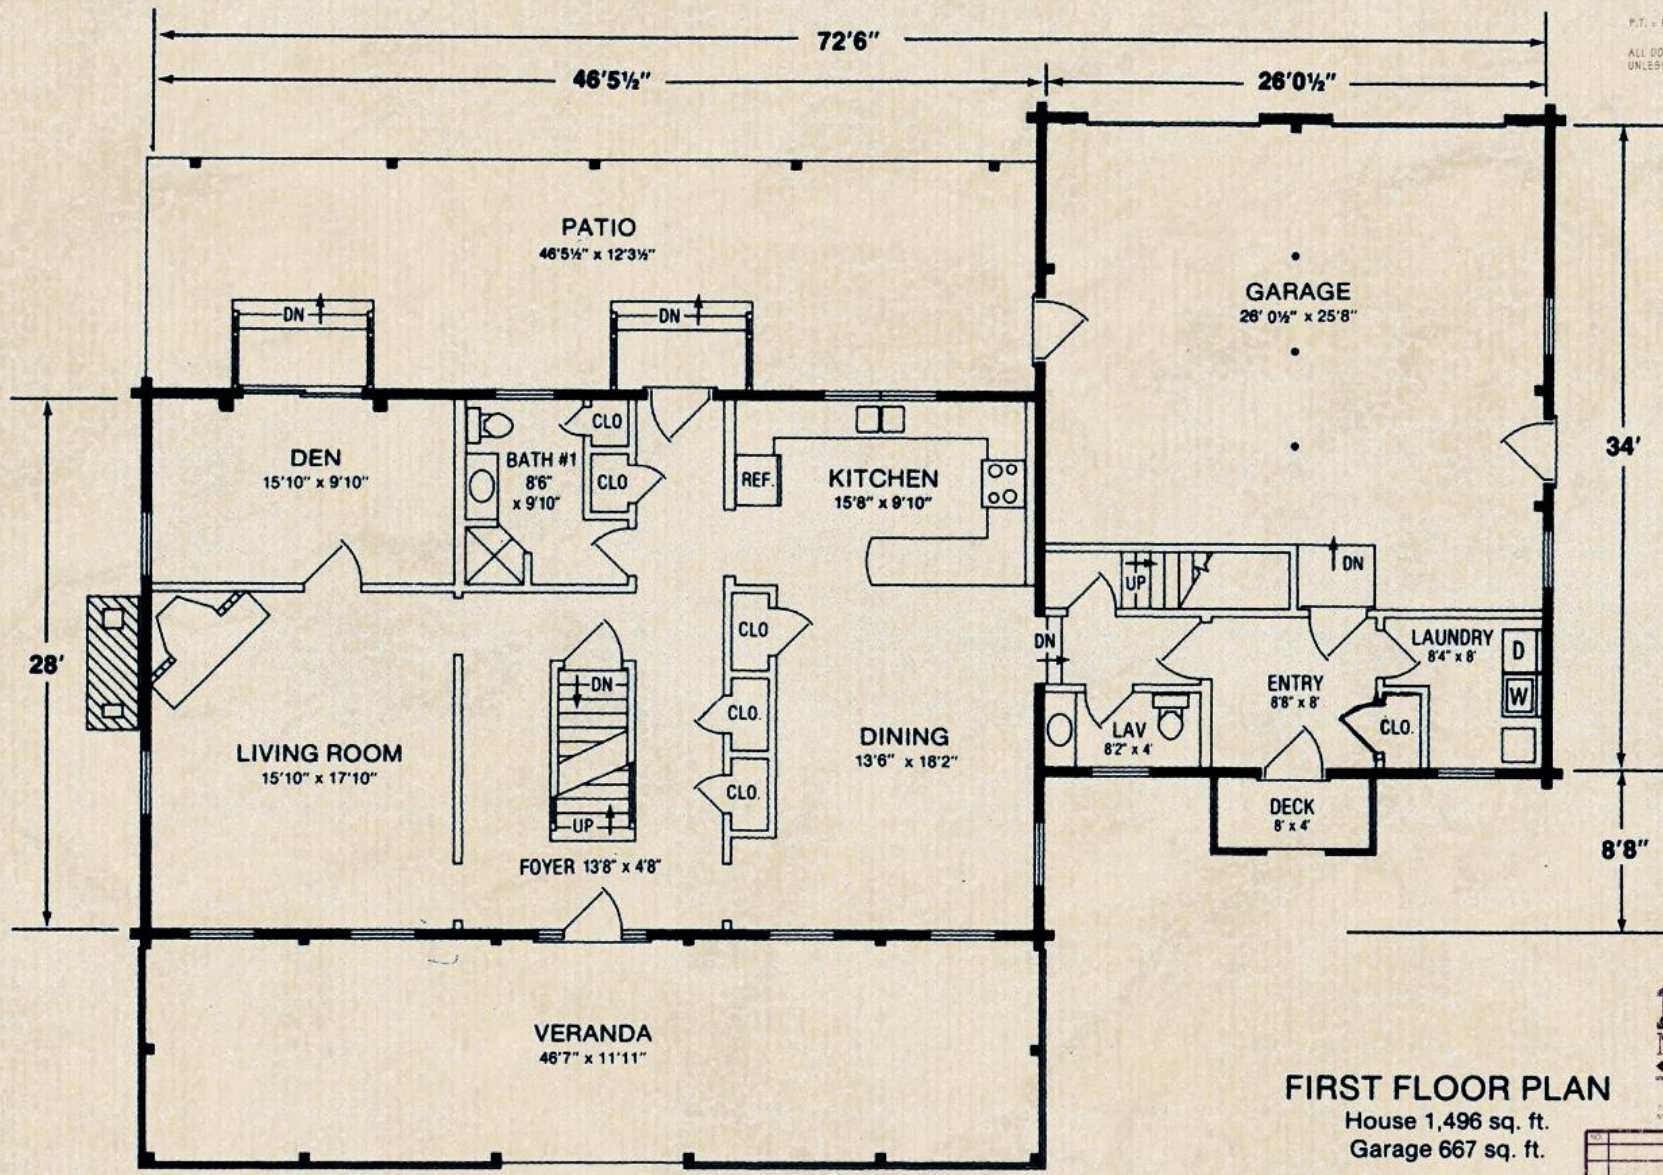 72'6"
46'5½"
26'0½"
P.T.
UNLESS
PATIO
46'5½" x 12'3½"
DN
DN
GARAGE
26' 0½" x 25'8"
34'
DEN
15'10" x 9'10"
BATH #1
8'6"
x 9'10"
CLO
CLO
REF.
KITCHEN
15'8" x 9'10"
28'
UP
DN
CLO
DN
LAUNDRY
8'4" x 8'
D
W
ENTRY
8'8" x 8'
DN
CLO.
LAV
8'2" x 4'
CLO.
LIVING ROOM
15'10" x 17'10"
DINING
13'6" x 18'2"
CLO.
UP
DECK
8' x 4'
8'8"
FOYER 13'8" x 4'8"
VERANDA
46'7" x 11'11"
FIRST FLOOR PLAN
House 1,496 sq. ft.
Garage 667 sq. ft.